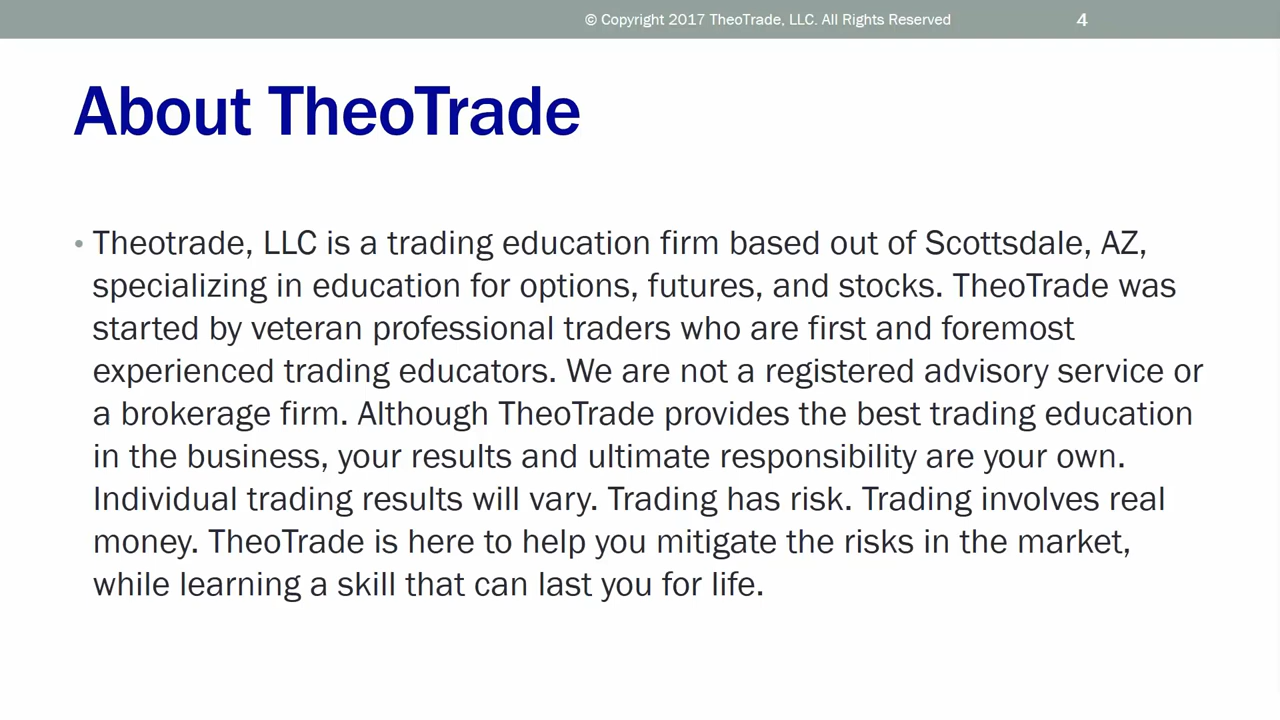 © Copyright 2017 TheoTrade, LLC. All Rights Reserved 4
About TheoTrade
• Theotrade, LLC is a trading education firm based out of Scottsdale, AZ,
specializing in education for options, futures, and stocks. TheoTrade was
started by veteran professional traders who are first and foremost
experienced trading educators. We are not a registered advisory service or
a brokerage firm. Although TheoTrade provides the best trading education
in the business, your results and ultimate responsibility are your own.
Individual trading results will vary. Trading has risk. Trading involves real
money. TheoTrade is here to help you mitigate the risks in the market,
while learning a skill that can last you for life.